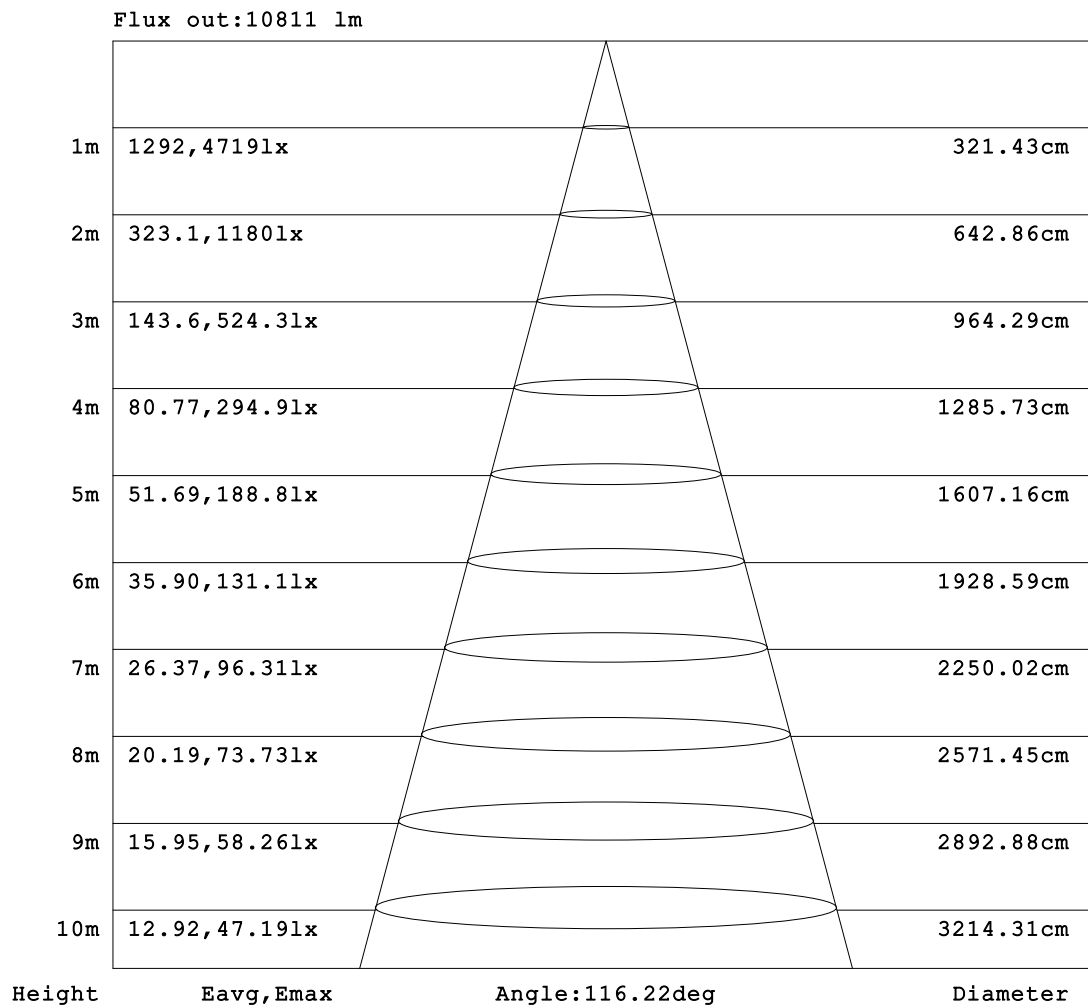 Flux out:10811 lm
1m 1292,4719lx 321.43cm
2m 323.1,1180lx 642.86cm
3m 143.6,524.3lx 964.29cm
4m 80.77,294.9lx 1285.73cm
5m 51.69,188.8lx 1607.16cm
6m 35.90,131.1lx 1928.59cm
7m 26.37,96.31lx 2250.02cm
8m 20.19,73.73lx 2571.45cm
9m 15.95,58.26lx 2892.88cm
10m 12.92,47.19lx 3214.31cm
Height Eavg,Emax Angle:116.22deg Diameter